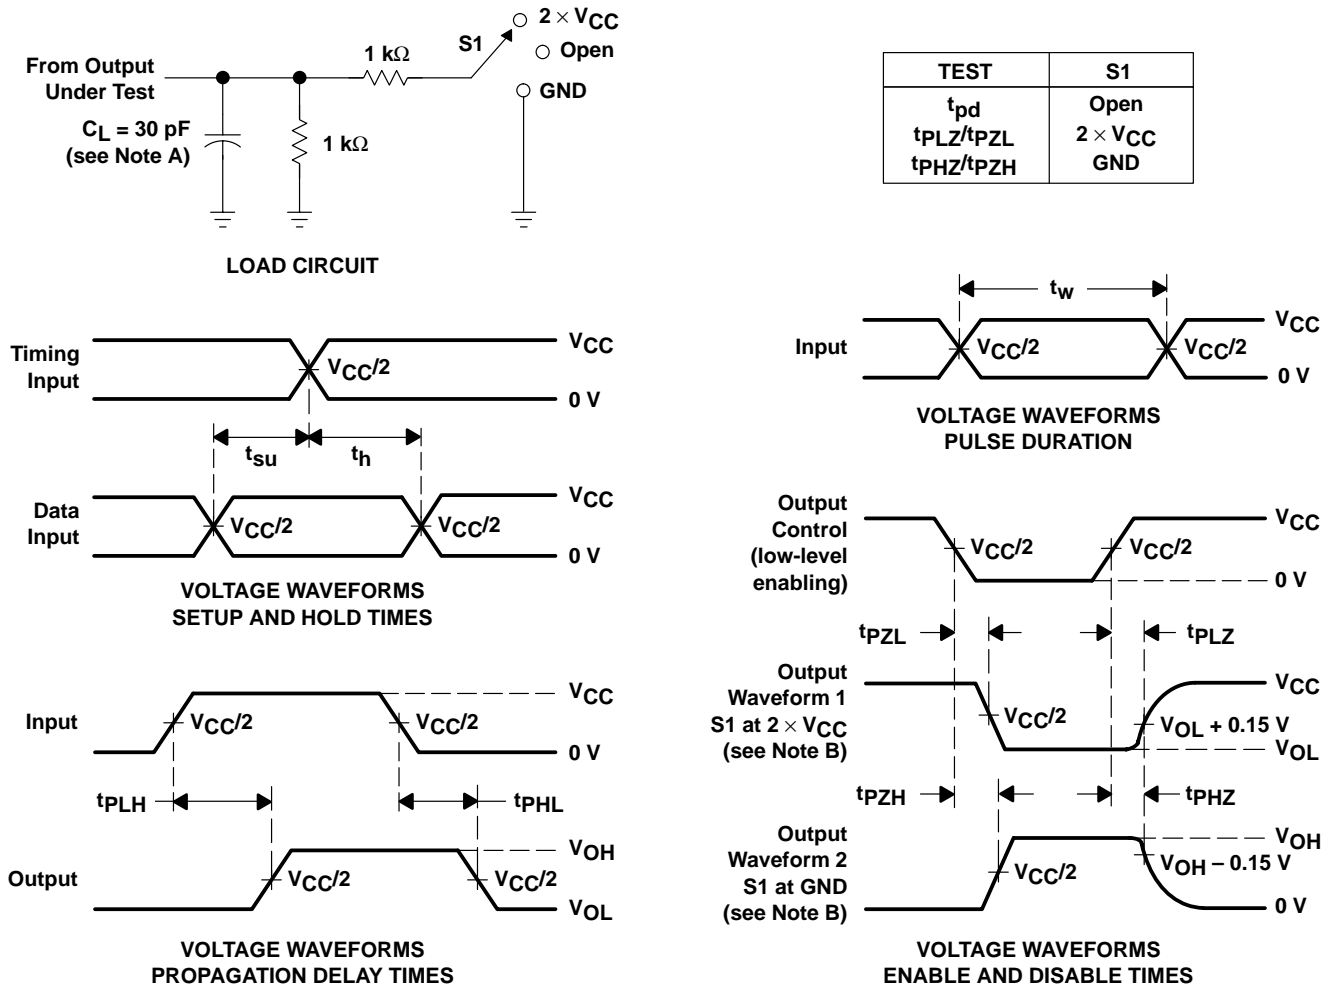 2 × VCC
S1
Open
GND
1 kΩ
From Output
Under Test
CL = 30 pF
(see Note A)
1 kΩ
LOAD CIRCUIT
TEST S1
tpd Open
tPLZ/tPZL 2 × VCC
tPHZ/tPZH GND
tw
Input
VCC/2
VCC/2
VCC
0 V
VOLTAGE WAVEFORMS
PULSE DURATION
Timing
Input
VCC/2
VCC
0 V
tsu
th
Data
Input
VCC/2
VCC/2
VCC
0 V
VOLTAGE WAVEFORMS
SETUP AND HOLD TIMES
Input
VCC/2
VCC/2
VCC
0 V
tPLH
tPHL
Output
VCC/2
VCC/2
VOH
VOL
VOLTAGE WAVEFORMS
PROPAGATION DELAY TIMES
Output
Control
(low-level
enabling)
VCC/2
VCC/2
VCC
0 V
tPZL
tPLZ
Output
Waveform 1
S1 at 2 × VCC
(see Note B)
VCC/2
VCC
VOL + 0.15 V
VOL
tPZH
tPHZ
Output
Waveform 2
S1 at GND
(see Note B)
VCC/2
VOH
VOH – 0.15 V
0 V
VOLTAGE WAVEFORMS
ENABLE AND DISABLE TIMES